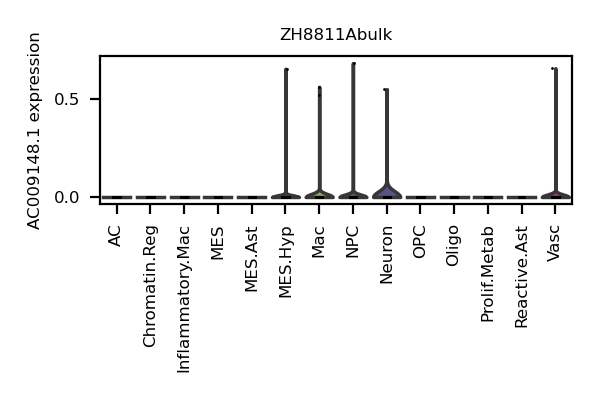 ZH8811Abulk
AC009148.1 expression
0.5
0.0
AC
Chromatin.Reg
Inflammatory.Mac
MES
MES.Ast
MES.Hyp
Mac
NPC
Neuron
OPC
Oligo
Prolif.Metab
Reactive.Ast
Vasc